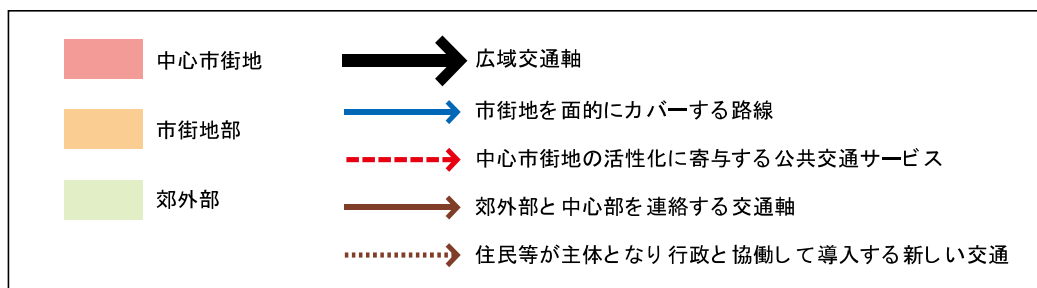 中心市街地
市街地部
郊外部
広域交通軸
市街地を面的にカバーする路線
中心市街地の活性化に寄与する公共交通サービス
郊外部と中心部を連絡する交通軸
住民等が主体となり行政と協働して導入する新しい交通